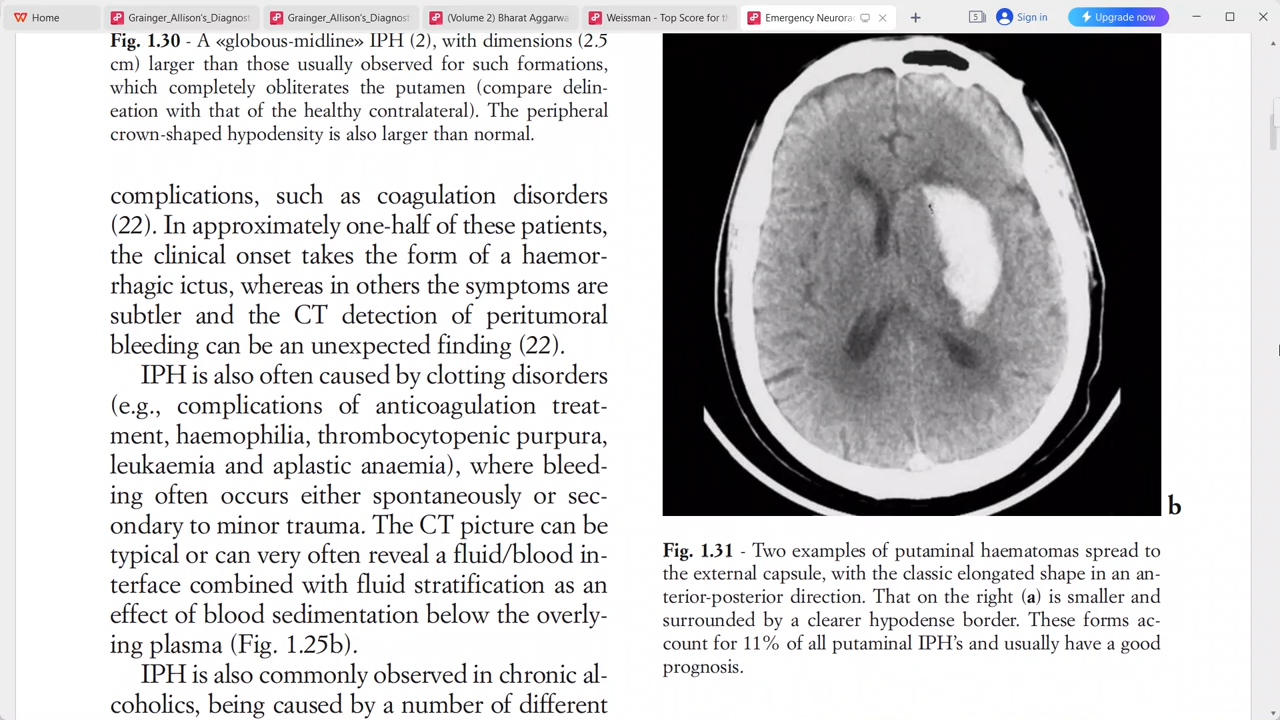 Home
Grainger_Allison's_Diagnost
Grainger_Allison's_Diagnost
(Volume 2) Bharat Aggarwa
Weissman - Top Score for th
Emergency Neurorad
5
Sign in
Upgrade now
Fig. 1.30 - A «globous-midline» IPH (2), with dimensions (2.5
cm) larger than those usually observed for such formations,
which completely obliterates the putamen (compare delin-
eation with that of the healthy contralateral). The peripheral
crown-shaped hypodensity is also larger than normal.
complications, such as coagulation disorders
(22). In approximately one-half of these patients,
the clinical onset takes the form of a haemor-
rhagic ictus, whereas in others the symptoms are
subtler and the CT detection of peritumoral
bleeding can be an unexpected finding (22).
IPH is also often caused by clotting disorders
(e.g., complications of anticoagulation treat-
ment, haemophilia, thrombocytopenic purpura,
leukaemia and aplastic anaemia), where bleed-
ing often occurs either spontaneously or sec-
ondary to minor trauma. The CT picture can be
typical or can very often reveal a fluid/blood in-
terface combined with fluid stratification as an
effect of blood sedimentation below the overly-
ing plasma (Fig. 1.25b).
IPH is also commonly observed in chronic al-
coholics, being caused by a number of different
b
Fig. 1.31 - Two examples of putaminal haematomas spread to
the external capsule, with the classic elongated shape in an an-
terior-posterior direction. That on the right (a) is smaller and
surrounded by a clearer hypodense border. These forms ac-
count for 11% of all putaminal IPH's and usually have a good
prognosis.